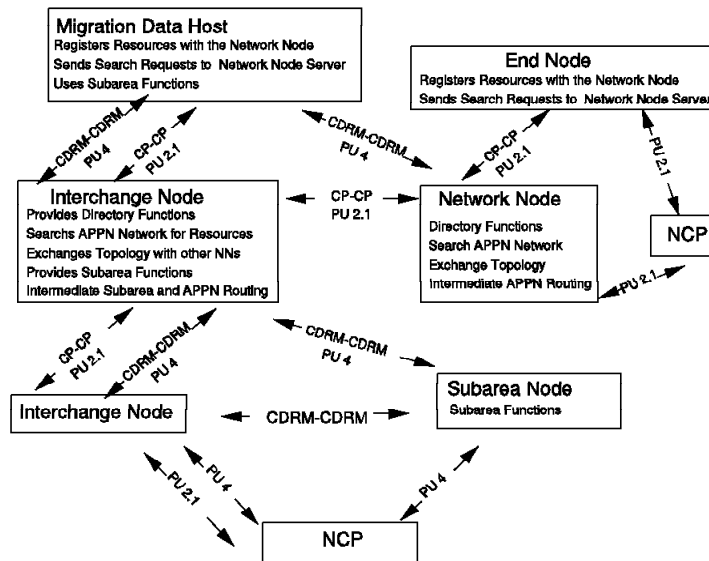 Migration Data Host
Registers Resources with the Network Node
Sends Search Requests to Network Node Server
Uses Subarea Functions
End Node
Registers Resources with the Network Node
Sends Search Requests to Network Node Server
CDRM-CDRM
PU 4
CP-CP
PU 2.1
CDRM-CDRM
PU 4
CP-CP
PU 2.1
PU 2.1
Interchange Node
Provides Directory Functions
Searchs APPN Network for Resources
Exchanges Topology with other NNs
Provides Subarea Functions
Intermediate Subarea and APPN Routing
CP-CP
PU 2.1
Network Node
Directory Functions
Search APPN Network
Exchange Topology
Intermediate APPN Routing
NCP
PU 2.1
CP-CP
PU 2.1
CDRM-CDRM
PU 4
CDRM-CDRM
PU 4
Interchange Node
CDRM-CDRM
Subarea Node
Subarea Functions
PU 2.1
PU 4
PU 4
NCP